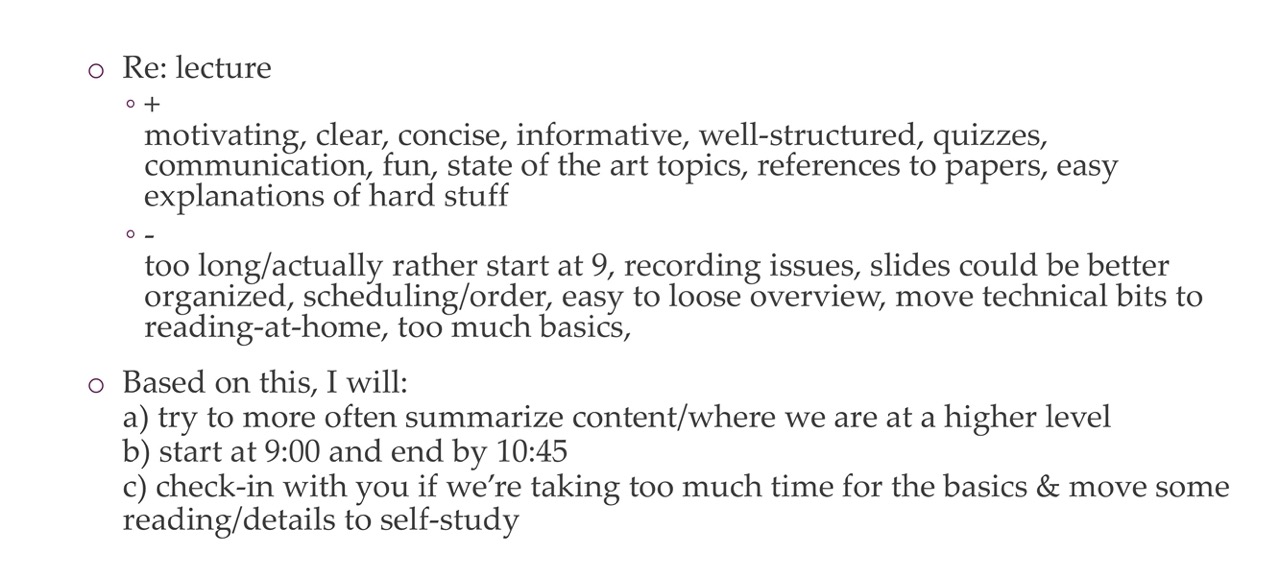 Re: lecture
+
motivating, clear, concise, informative, well-structured, quizzes,
communication, fun, state of the art topics, references to papers, easy
explanations of hard stuff
-
too long/actually rather start at 9, recording issues, slides could be better
organized, scheduling/order, easy to loose overview, move technical bits to
reading-at-home, too much basics,
Based on this, I will:
a) try to more often summarize content/where we are at a higher level
b) start at 9:00 and end by 10:45
c) check-in with you if we’re taking too much time for the basics & move some
reading/details to self-study